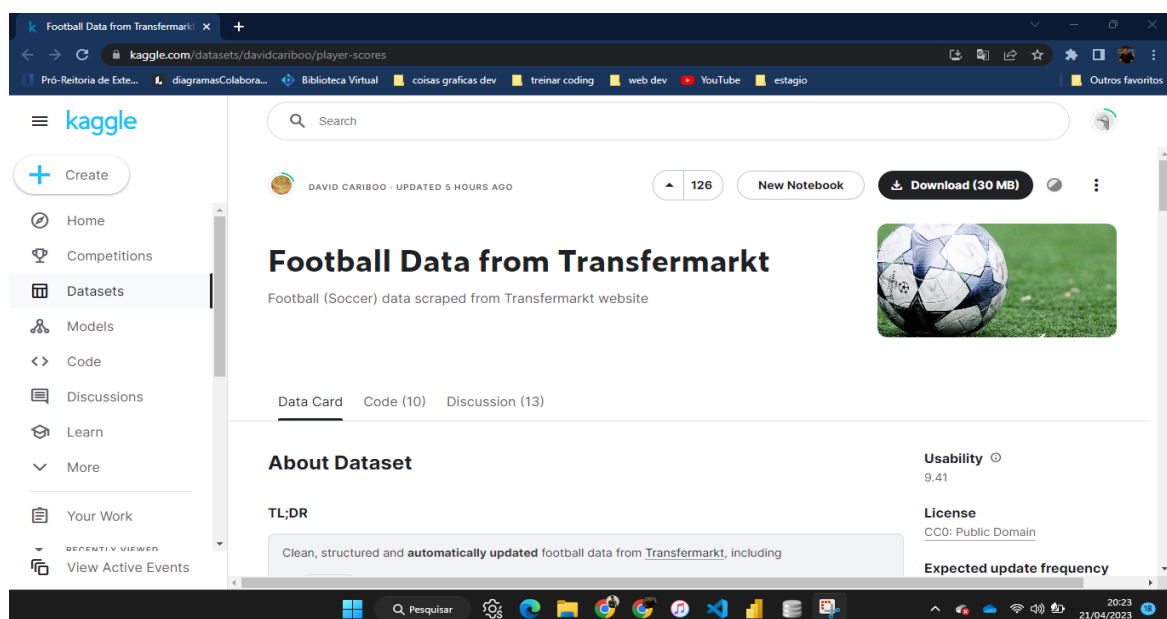 k Football Data from Transfermarkt
kaggle.com/datasets/davidcariboo/player-scores
Pró-Reitoria de Exte...
diagramasColabora...
Biblioteca Virtual
coisas graficas dev
treinar coding
web dev
YouTube
estagio
Outros favoritos
kaggle
Search
Create
Home
Competitions
Datasets
Models
Code
Discussions
Learn
More
Your Work
RECENTLY VIEWED
View Active Events
DAVID CARIBOO · UPDATED 5 HOURS AGO
126
New Notebook
Download (30 MB)
Football Data from Transfermarkt
Football (Soccer) data scraped from Transfermarkt website
Data Card
Code (10)
Discussion (13)
About Dataset
TL;DR
Clean, structured and automatically updated football data from Transfermarkt, including
Usability
9.41
License
CC0: Public Domain
Expected update frequency
Pesquisar
20:23
21/04/2023
18